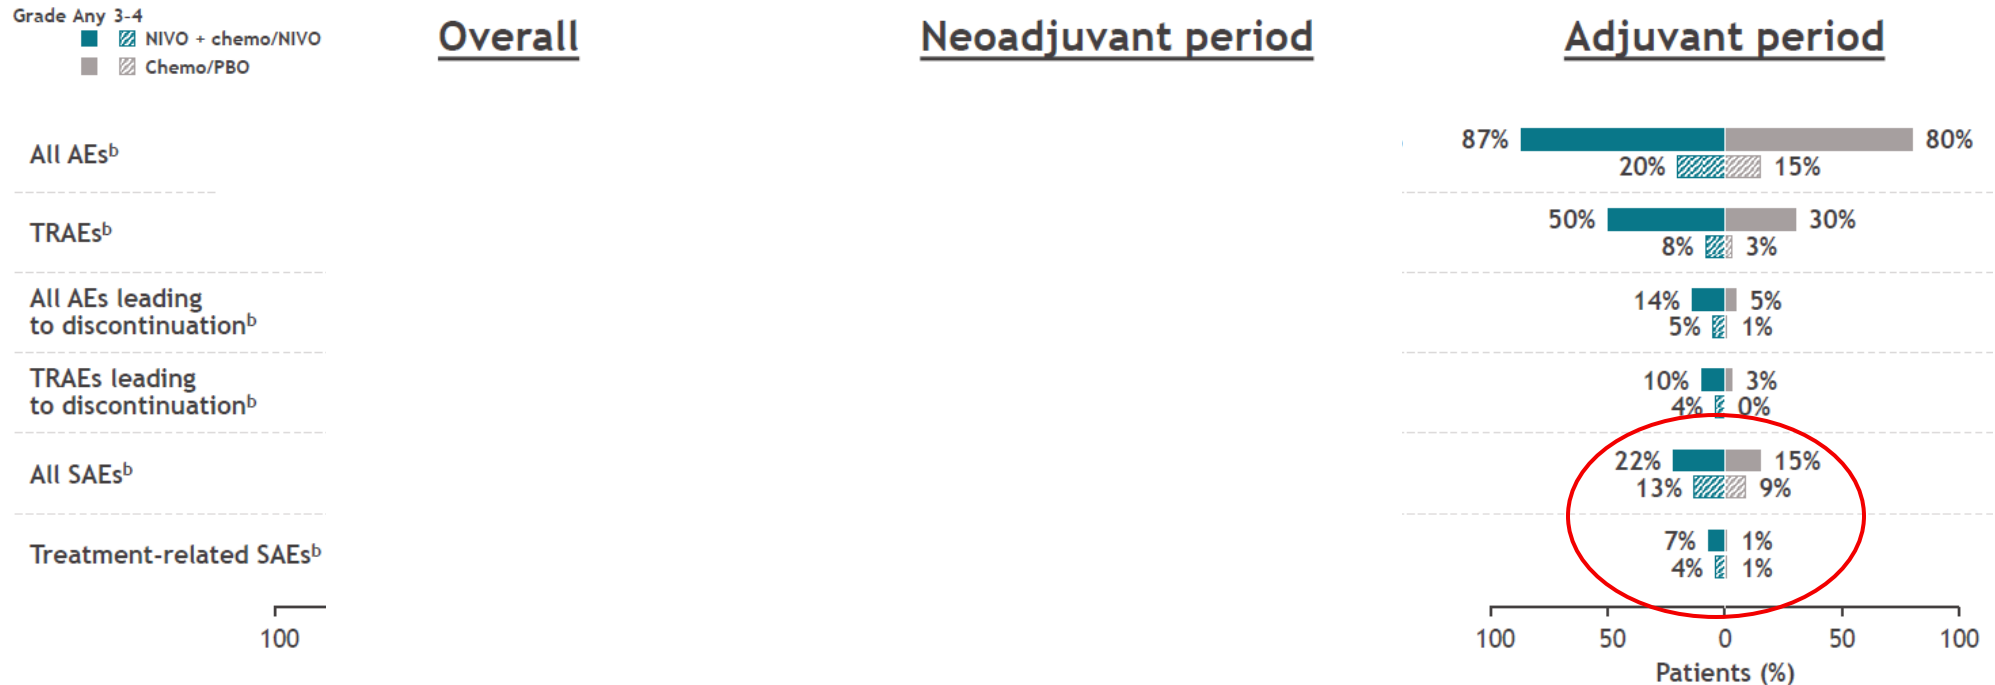 Grade Any 3-4
NIVO + chemo/NIVO
Chemo/PBO
Overall
Neoadjuvant period
Adjuvant period
All AEsᵇ
87% 80%
20% 15%
TRAEsᵇ
50% 30%
8% 3%
All AEs leading
to discontinuationᵇ
14% 5%
5% 1%
TRAEs leading
to discontinuationᵇ
10% 3%
4% 0%
All SAEsᵇ
22% 15%
13% 9%
Treatment-related SAEsᵇ
7% 1%
4% 1%
100
100 50 0 50 100
Patients (%)